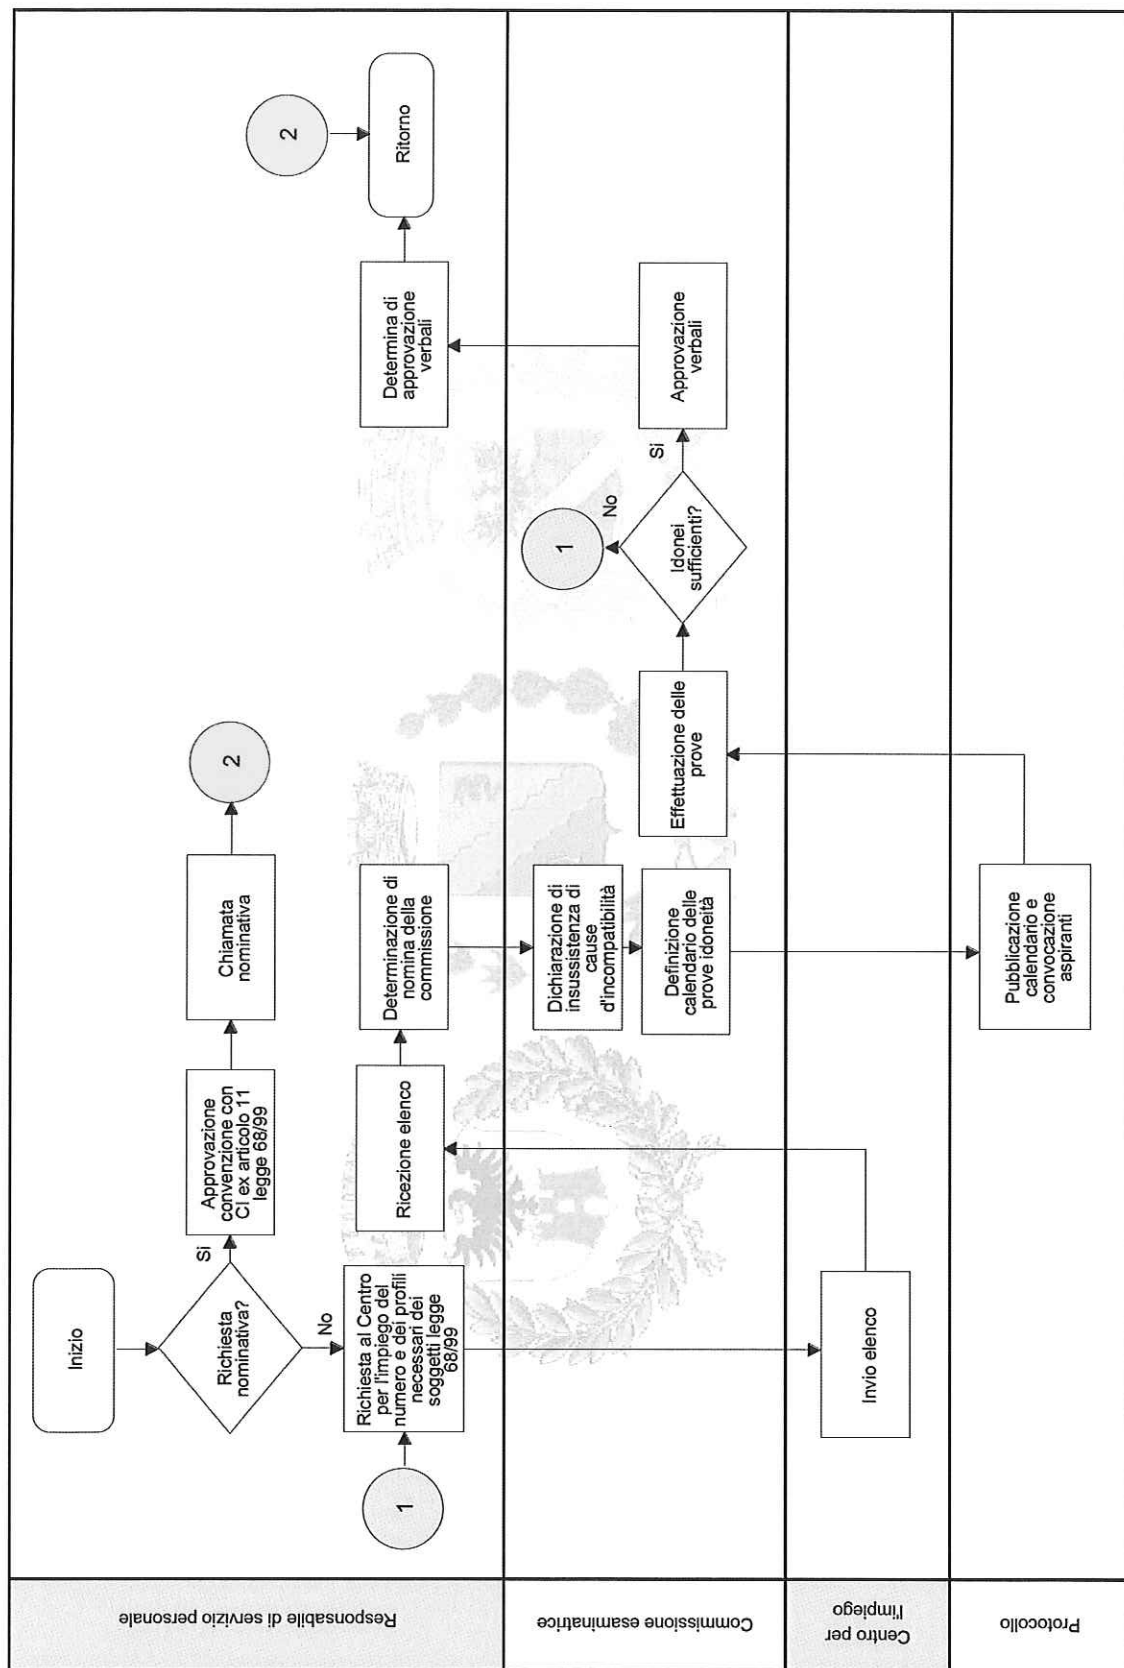 Responsabile di servizio personale
Inizio
Richiesta
nominativa?
Si
No
Approvazione
convenzione con
CI ex articolo 11
legge 68/99
Chiamata
nominativa
2
1
Richiesta al Centro
per l'impiego del
numero e dei profili
necessari dei
soggetti legge
68/99
Ricezione elenco
Determinazione di
nomina della
commissione
Determina di
approvazione
verbali
Ritorno
2
Commissione esaminatrice
Dichiarazione di
insussistenza di
cause
d'incompatibilità
Definizione
calendario delle
prove idoneità
Effettuazione delle
prove
Idonei
sufficienti?
No
1
Si
Approvazione
verbali
Centro per
l'impiego
Invio elenco
Protocollo
Pubblicazione
calendario e
convocazione
aspiranti